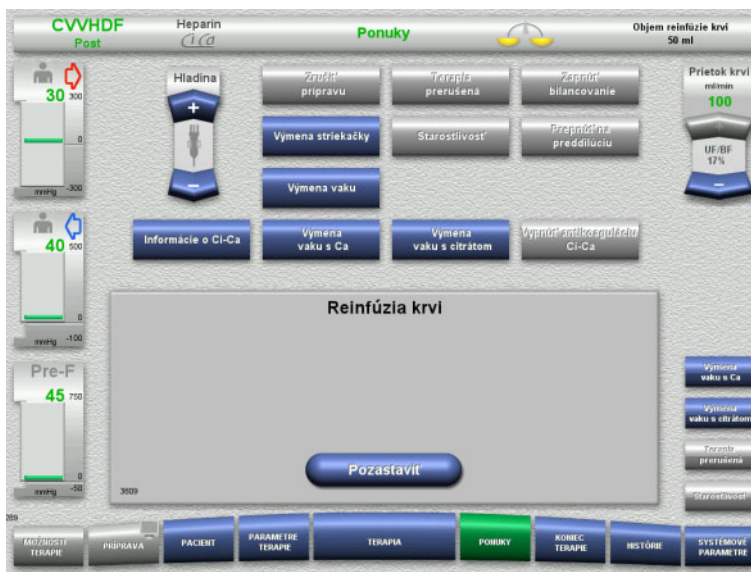 CVVHDF
Post
Heparin
Ci Ca
Ponuky
Objem reinfúzie krvi
50 ml
30
300
0
-300
mmHg
Hladina
+
−
Zrušiť
prípravu
Terapia
prerušená
Zapnúť
bilancovanie
Prietok krvi
ml/min
100
UF/BF
17%
−
Výmena striekačky
Starostlivosť
Prepnúť na
predilúciu
Výmena vaku
40
500
0
-100
mmHg
Informácie o Ci-Ca
Výmena
vaku s Ca
Výmena
vaku s citrátom
Vypnúť antikoaguláciu
Ci-Ca
Reinfúzia krvi
Pozastaviť
3609
Pre-F
45
750
0
-50
mmHg
Výmena
vaku s Ca
Výmena
vaku s citrátom
Terapia
prerušená
Starostlivosť
MOŽNOSTI
TERAPIE
PRÍPRAVA
PACIENT
PARAMETRE
TERAPIE
TERAPIA
PONUKY
KONIEC
TERAPIE
HISTÓRIE
SYSTÉMOVÉ
PARAMETRE